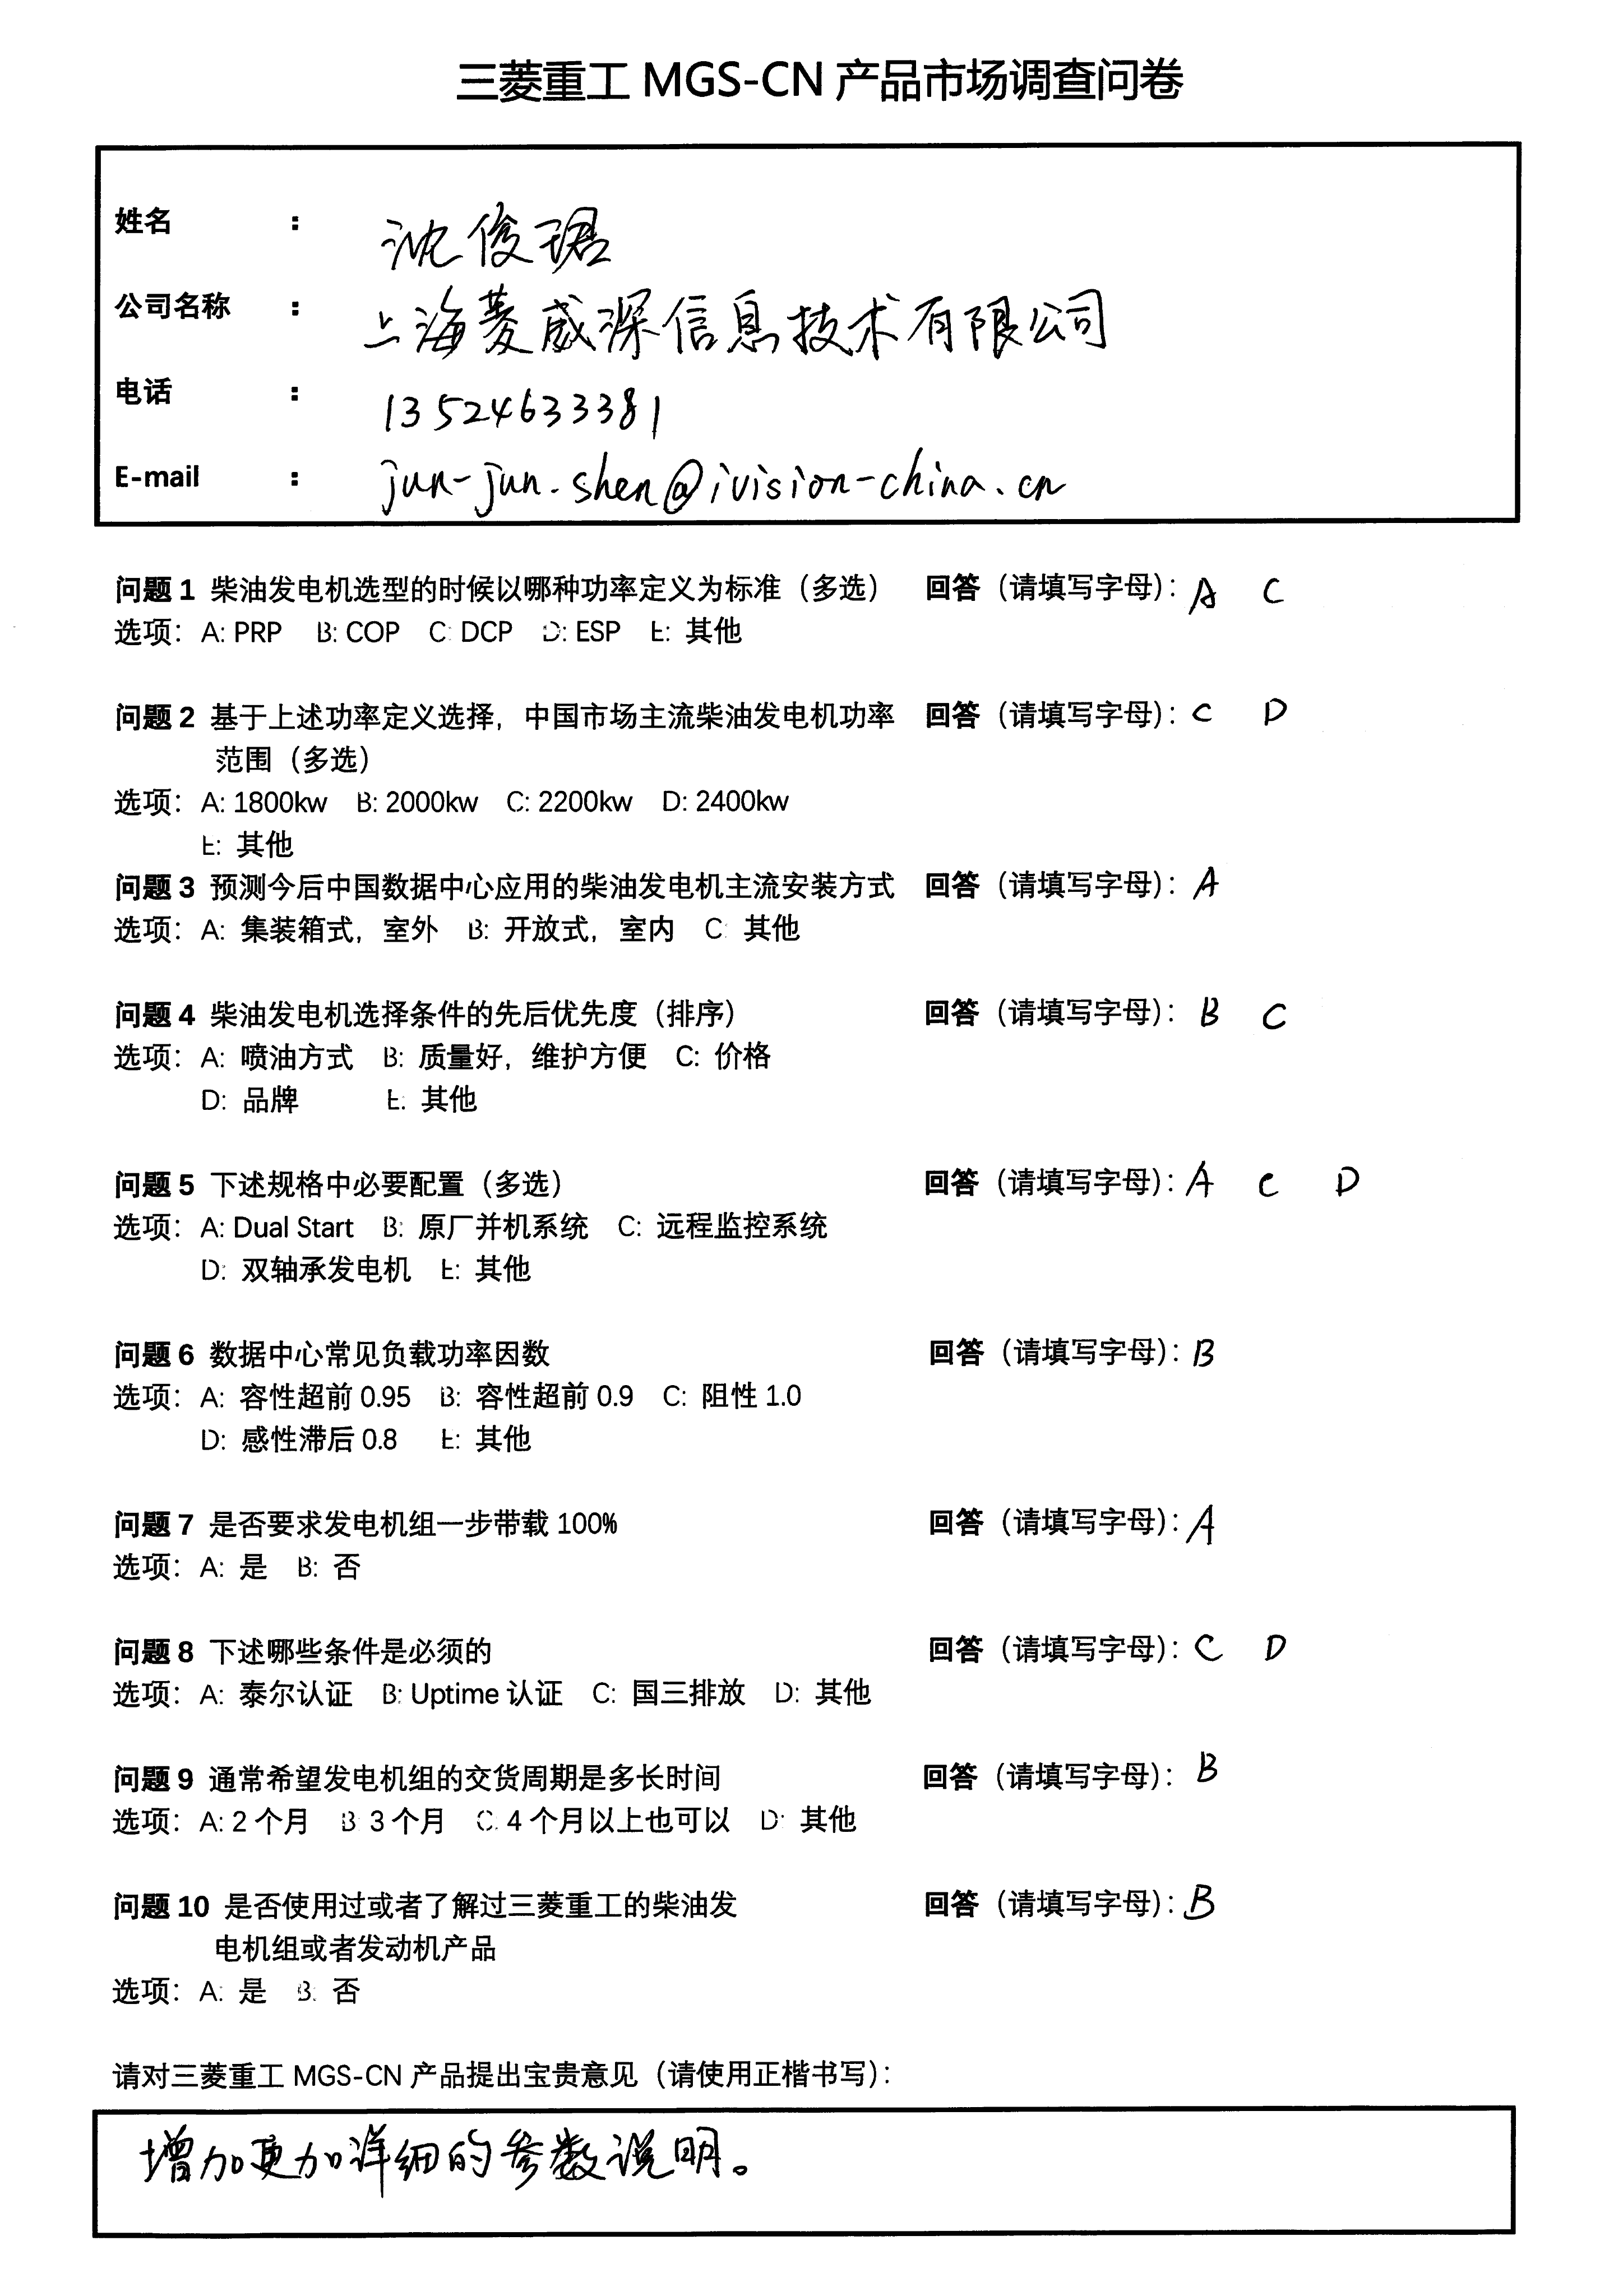 三菱重工 MGS-CN 产品市场调查问卷
姓名 : 沈俊珺
公司名称 : 上海菱威深信息技术有限公司
电话 : 13524633381
E-mail : jun-jun.shen@ivision-china.cn
问题 1 柴油发电机选型的时候以哪种功率定义为标准（多选） 回答（请填写字母）: A C
选项: A: PRP B: COP C: DCP D: ESP E: 其他
问题 2 基于上述功率定义选择，中国市场主流柴油发电机功率 回答（请填写字母）: C D
范围（多选）
选项: A: 1800kw B: 2000kw C: 2200kw D: 2400kw
E: 其他
问题 3 预测今后中国数据中心应用的柴油发电机主流安装方式 回答（请填写字母）: A
选项: A: 集装箱式，室外 B: 开放式，室内 C: 其他
问题 4 柴油发电机选择条件的先后优先度（排序） 回答（请填写字母）: B C
选项: A: 喷油方式 B: 质量好，维护方便 C: 价格
D: 品牌 E: 其他
问题 5 下述规格中必要配置（多选） 回答（请填写字母）: A C D
选项: A: Dual Start B: 原厂并机系统 C: 远程监控系统
D: 双轴承发电机 E: 其他
问题 6 数据中心常见负载功率因数 回答（请填写字母）: B
选项: A: 容性超前 0.95 B: 容性超前 0.9 C: 阻性 1.0
D: 感性滞后 0.8 E: 其他
问题 7 是否要求发电机组一步带载 100% 回答（请填写字母）: A
选项: A: 是 B: 否
问题 8 下述哪些条件是必须的 回答（请填写字母）: C D
选项: A: 泰尔认证 B: Uptime 认证 C: 国三排放 D: 其他
问题 9 通常希望发电机组的交货周期是多长时间 回答（请填写字母）: B
选项: A: 2 个月 B: 3 个月 C: 4 个月以上也可以 D: 其他
问题 10 是否使用过或者了解过三菱重工的柴油发 回答（请填写字母）: B
电机组或者发动机产品
选项: A: 是 B: 否
请对三菱重工 MGS-CN 产品提出宝贵意见（请使用正楷书写）:
增加更加详细的参数说明。